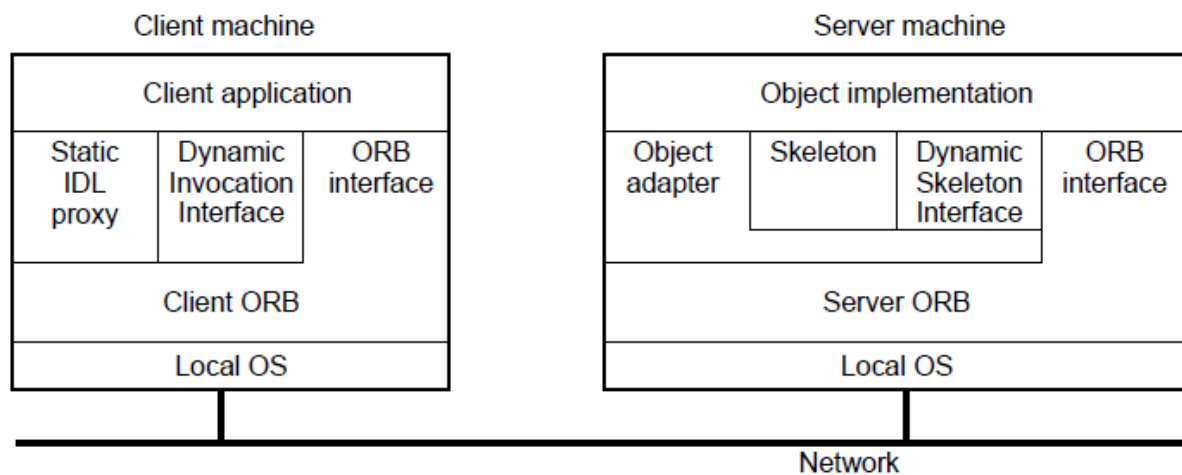 Client machine
Server machine
Client application
Object implementation
Static
IDL
proxy
Dynamic
Invocation
Interface
ORB
interface
Object
adapter
Skeleton
Dynamic
Skeleton
Interface
ORB
interface
Client ORB
Server ORB
Local OS
Local OS
Network